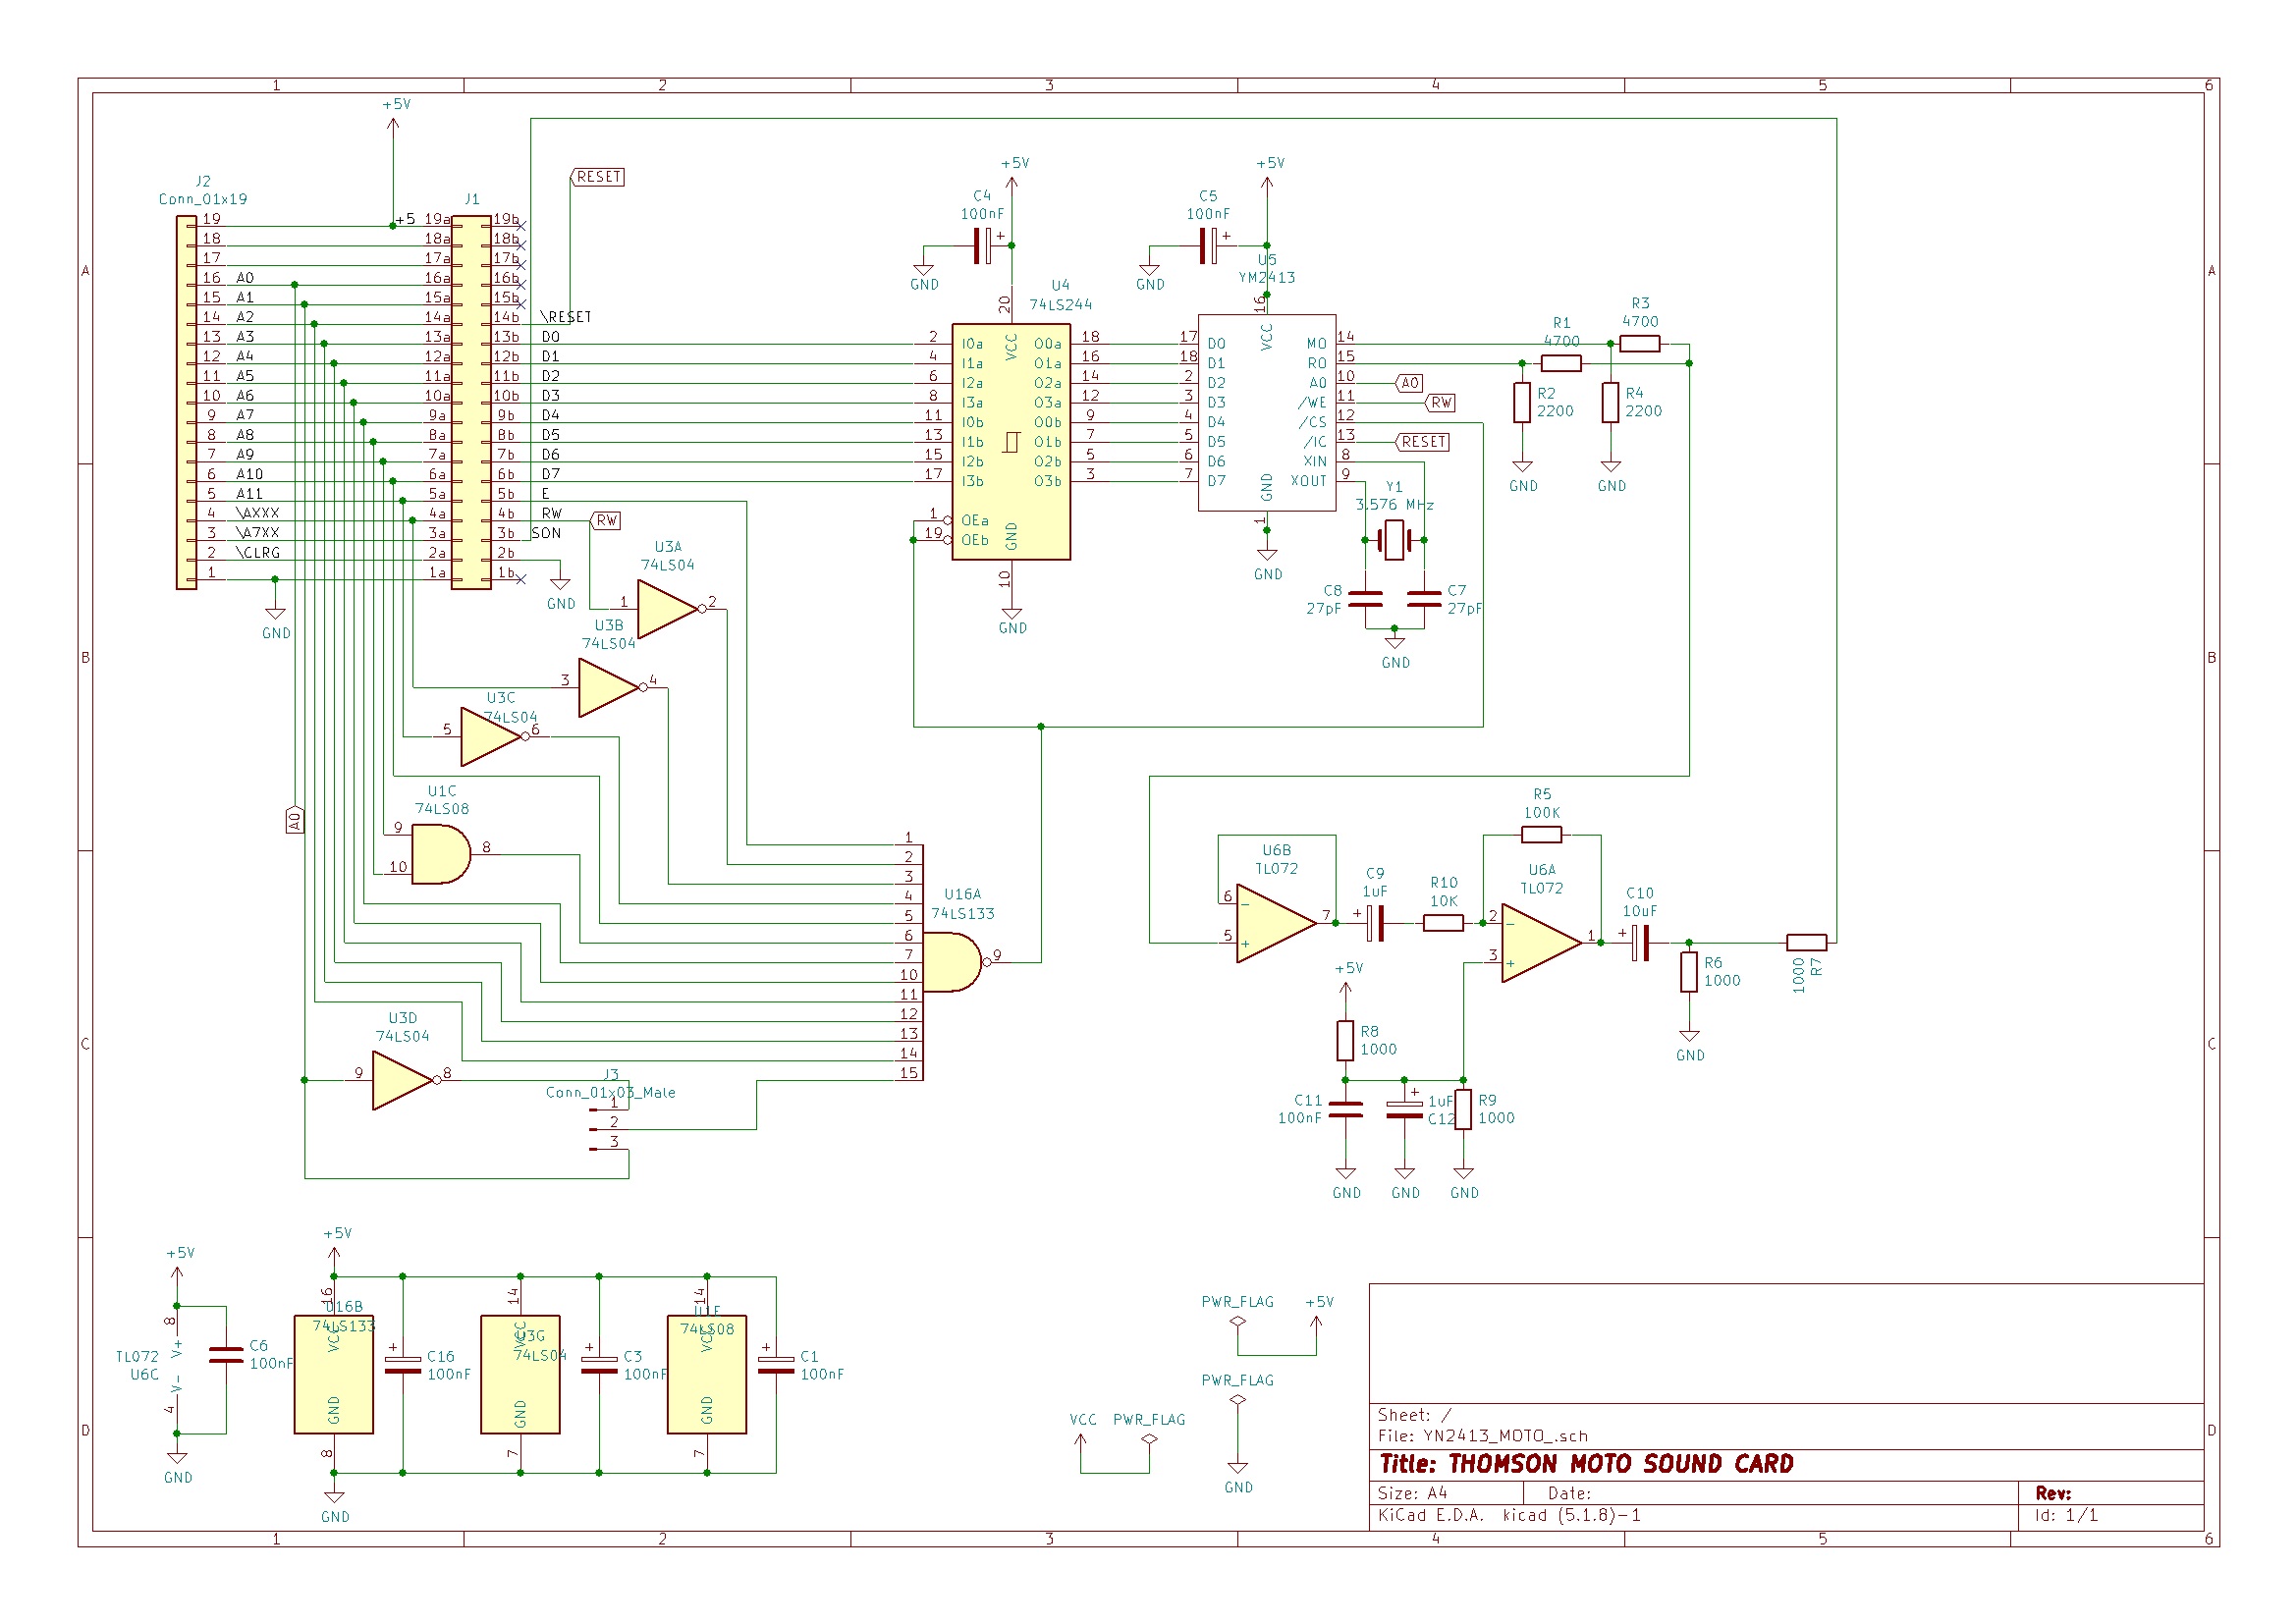 1 2 3 4 5 6
A A
B B
C C
D D
1 2 3 4 5 6
+5V
J2
Conn_01x19
J1
19 +5 19a 19b
18 18a 18b
17 17a 17b
16 A0 16a 16b
15 A1 15a 15b
14 A2 14a 14b \RESET
13 A3 13a 13b D0
12 A4 12a 12b D1
11 A5 11a 11b D2
10 A6 10a 10b D3
9 A7 9a 9b D4
8 A8 8a 8b D5
7 A9 7a 7b D6
6 A10 6a 6b D7
5 A11 5a 5b E
4 \AXXX 4a 4b RW
3 \A7XX 3a 3b SON
2 \CLRG 2a 2b
1 1a 1b
GND
GND
RESET
RW
A0
U3A
74LS04
1 2
U3B
74LS04
3 4
U3C
74LS04
5 6
U1C
74LS08
9
10
8
U3D
74LS04
9 8
J3
Conn_01x03_Male
1
2
3
U16A
74LS133
1
2
3
4
5
6
7
10
11
12
13
14
15
9
C4
100nF
+
+5V
GND
U4
74LS244
20
VCC
2 I0a O0a 18
4 I1a O1a 16
6 I2a O2a 14
8 I3a O3a 12
11 I0b O0b 9
13 I1b O1b 7
15 I2b O2b 5
17 I3b O3b 3
1 OEa
19 OEb
GND
10
GND
C5
100nF
+
+5V
GND
U5
YM2413
16
VCC
17 D0 MO 14
18 D1 RO 15
2 D2 A0 10
3 D3 /WE 11
4 D4 /CS 12
5 D5 /IC 13
6 D6 XIN 8
7 D7 XOUT 9
GND
1
GND
A0
RW
RESET
Y1
3.576 MHz
C8
27pF
C7
27pF
GND
R1
4700
R3
4700
R2
2200
R4
2200
GND
GND
U6B
TL072
6 -
5 +
7
C9
1uF
+
R10
10K
R5
100K
U6A
TL072
2 -
3 +
1
C10
10uF
+
R6
1000
GND
R7
1000
+5V
R8
1000
C11
100nF
+
1uF
C12
R9
1000
GND
GND
GND
+5V
8
V+
TL072
U6C
V-
4
C6
100nF
GND
+5V
16
U16B
74LS133
VCC
GND
8
GND
+
C16
100nF
14
VCC
U3G
74LS04
GND
7
+
C3
100nF
14
74LS08
VCC
GND
7
+
C1
100nF
PWR_FLAG +5V
PWR_FLAG
GND
VCC PWR_FLAG
Sheet: /
File: YN2413_MOTO_.sch
Title: THOMSON MOTO SOUND CARD
Size: A4 Date: Rev:
KiCad E.D.A. kicad (5.1.8)-1 Id: 1/1